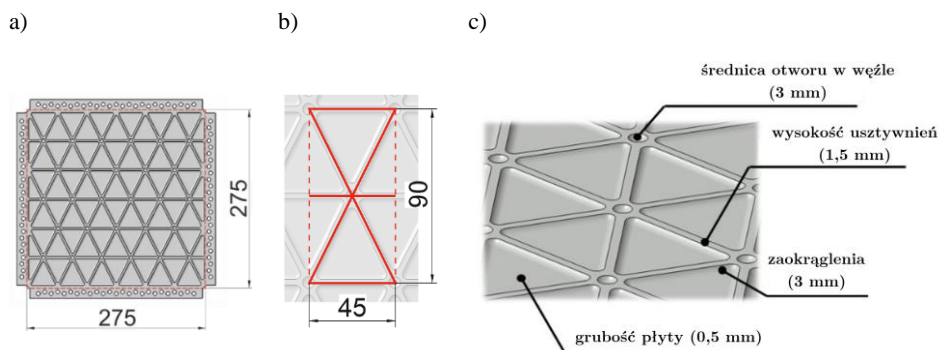 a)
b)
c)
275
275
90
45
średnica otworu w węźle
(3 mm)
wysokość usztywnień
(1,5 mm)
zaokrąglenia
(3 mm)
grubość płyty (0,5 mm)